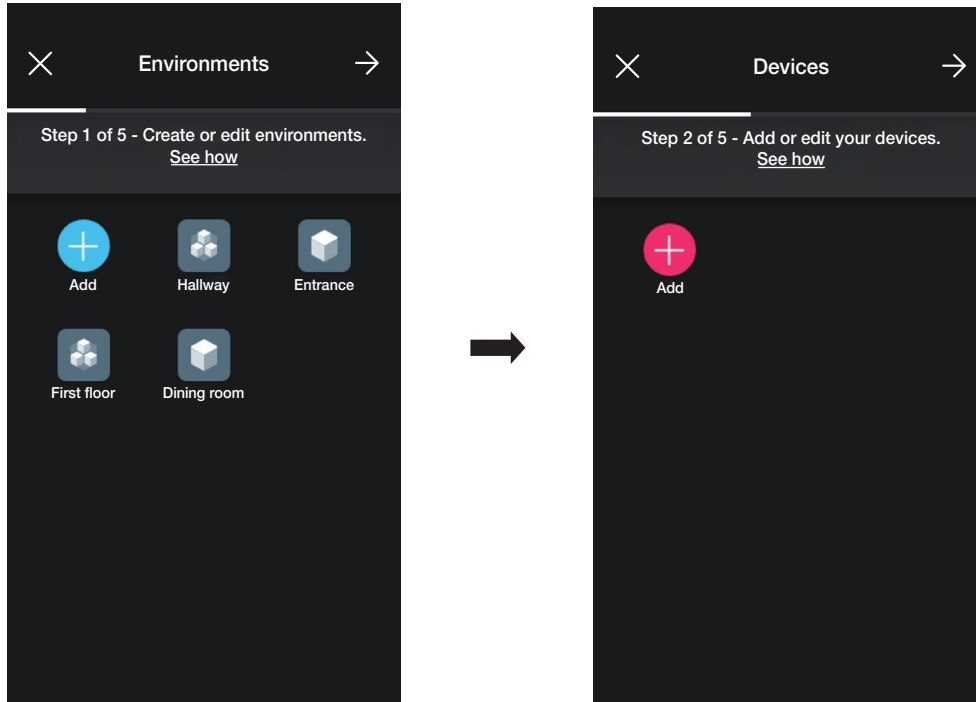 Environments
Step 1 of 5 - Create or edit environments.
See how
Add
Hallway
Entrance
First floor
Dining room
Devices
Step 2 of 5 - Add or edit your devices.
See how
Add